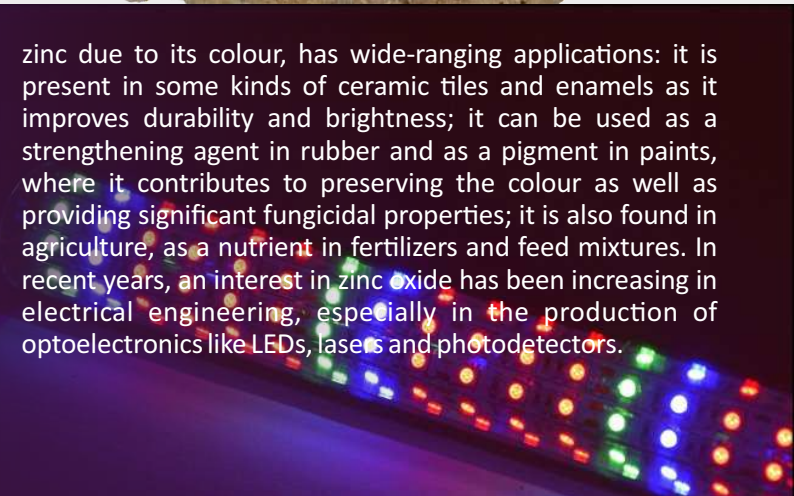 zinc due to its colour, has wide-ranging applications: it is
present in some kinds of ceramic tiles and enamels as it
improves durability and brightness; it can be used as a
strengthening agent in rubber and as a pigment in paints,
where it contributes to preserving the colour as well as
providing significant fungicidal properties; it is also found in
agriculture, as a nutrient in fertilizers and feed mixtures. In
recent years, an interest in zinc oxide has been increasing in
electrical engineering, especially in the production of
optoelectronics like LEDs, lasers and photodetectors.